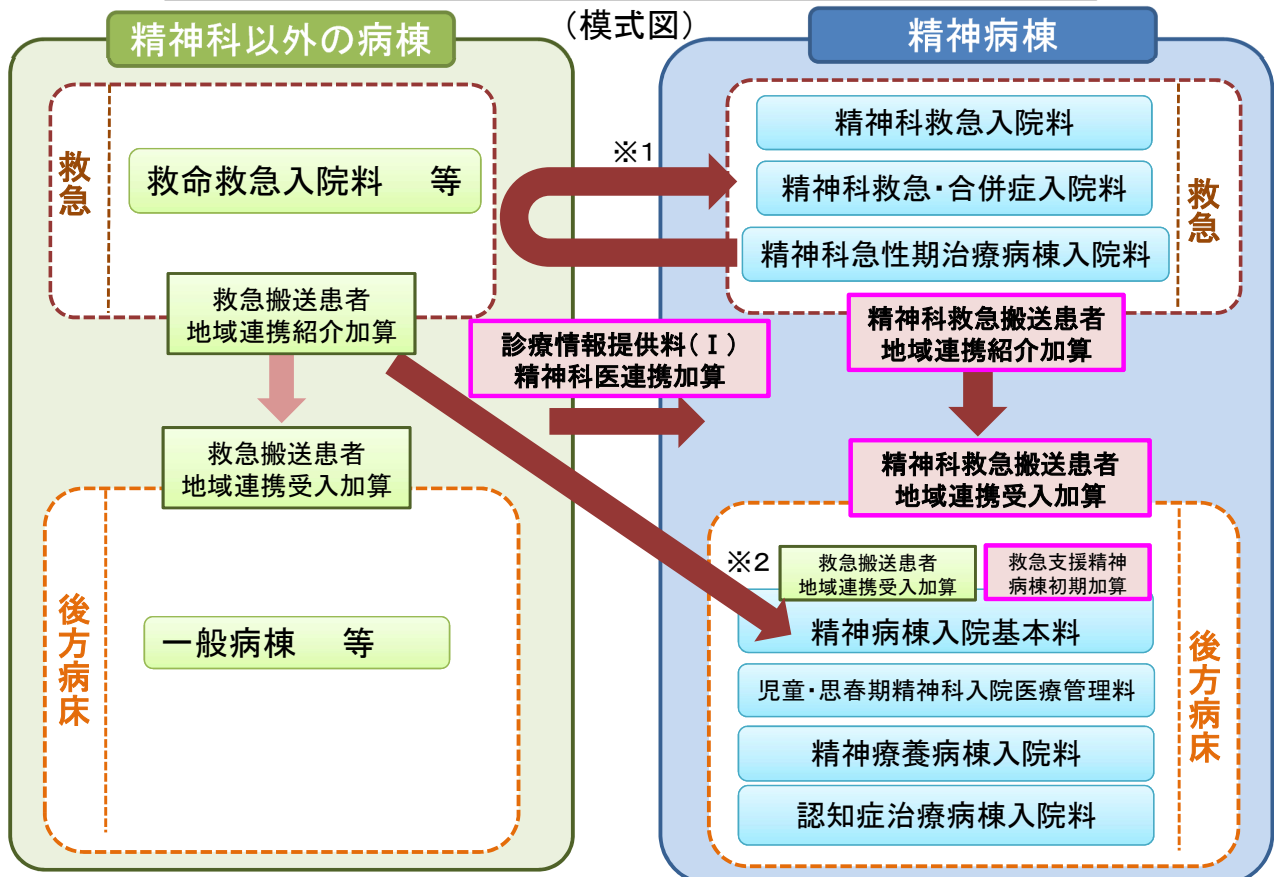 (模式図)
精神科以外の病棟
救急
救命救急入院料 等
救急搬送患者
地域連携紹介加算
救急搬送患者
地域連携受入加算
後方病床
一般病棟 等
※1
診療情報提供料(Ⅰ)
精神科医連携加算
精神病棟
精神科救急入院料
精神科救急・合併症入院料
精神科急性期治療病棟入院料
救急
精神科救急搬送患者
地域連携紹介加算
精神科救急搬送患者
地域連携受入加算
※2
救急搬送患者
地域連携受入加算
救急支援精神
病棟初期加算
精神病棟入院基本料
児童・思春期精神科入院医療管理料
精神療養病棟入院料
認知症治療病棟入院料
後方病床